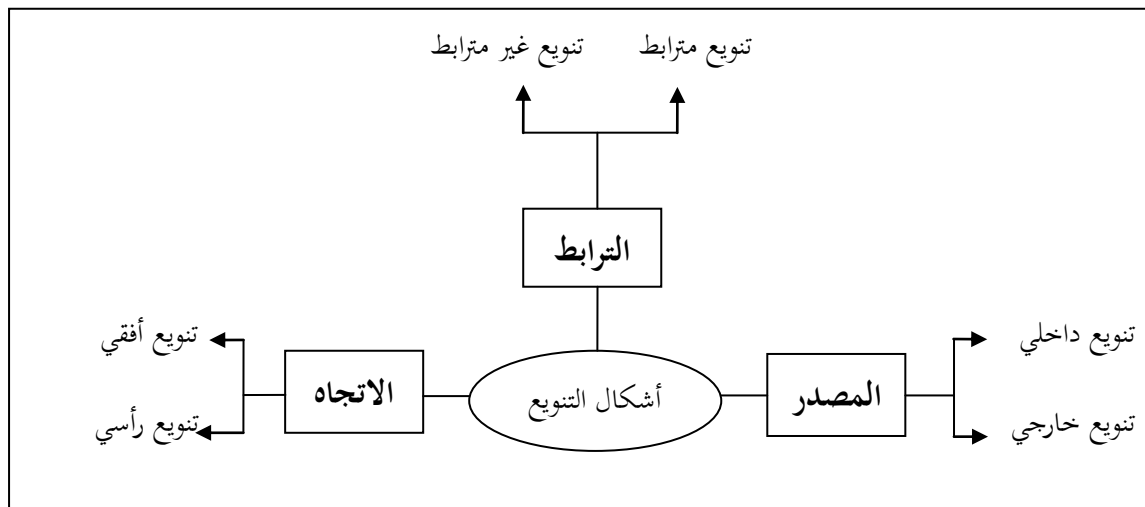 تنويع مترابط
تنويع غير مترابط
الترابط
تنويع داخلي
المصدر
تنويع خارجي
أشكال التنويع
الاتجاه
تنويع أفقي
تنويع رأسي